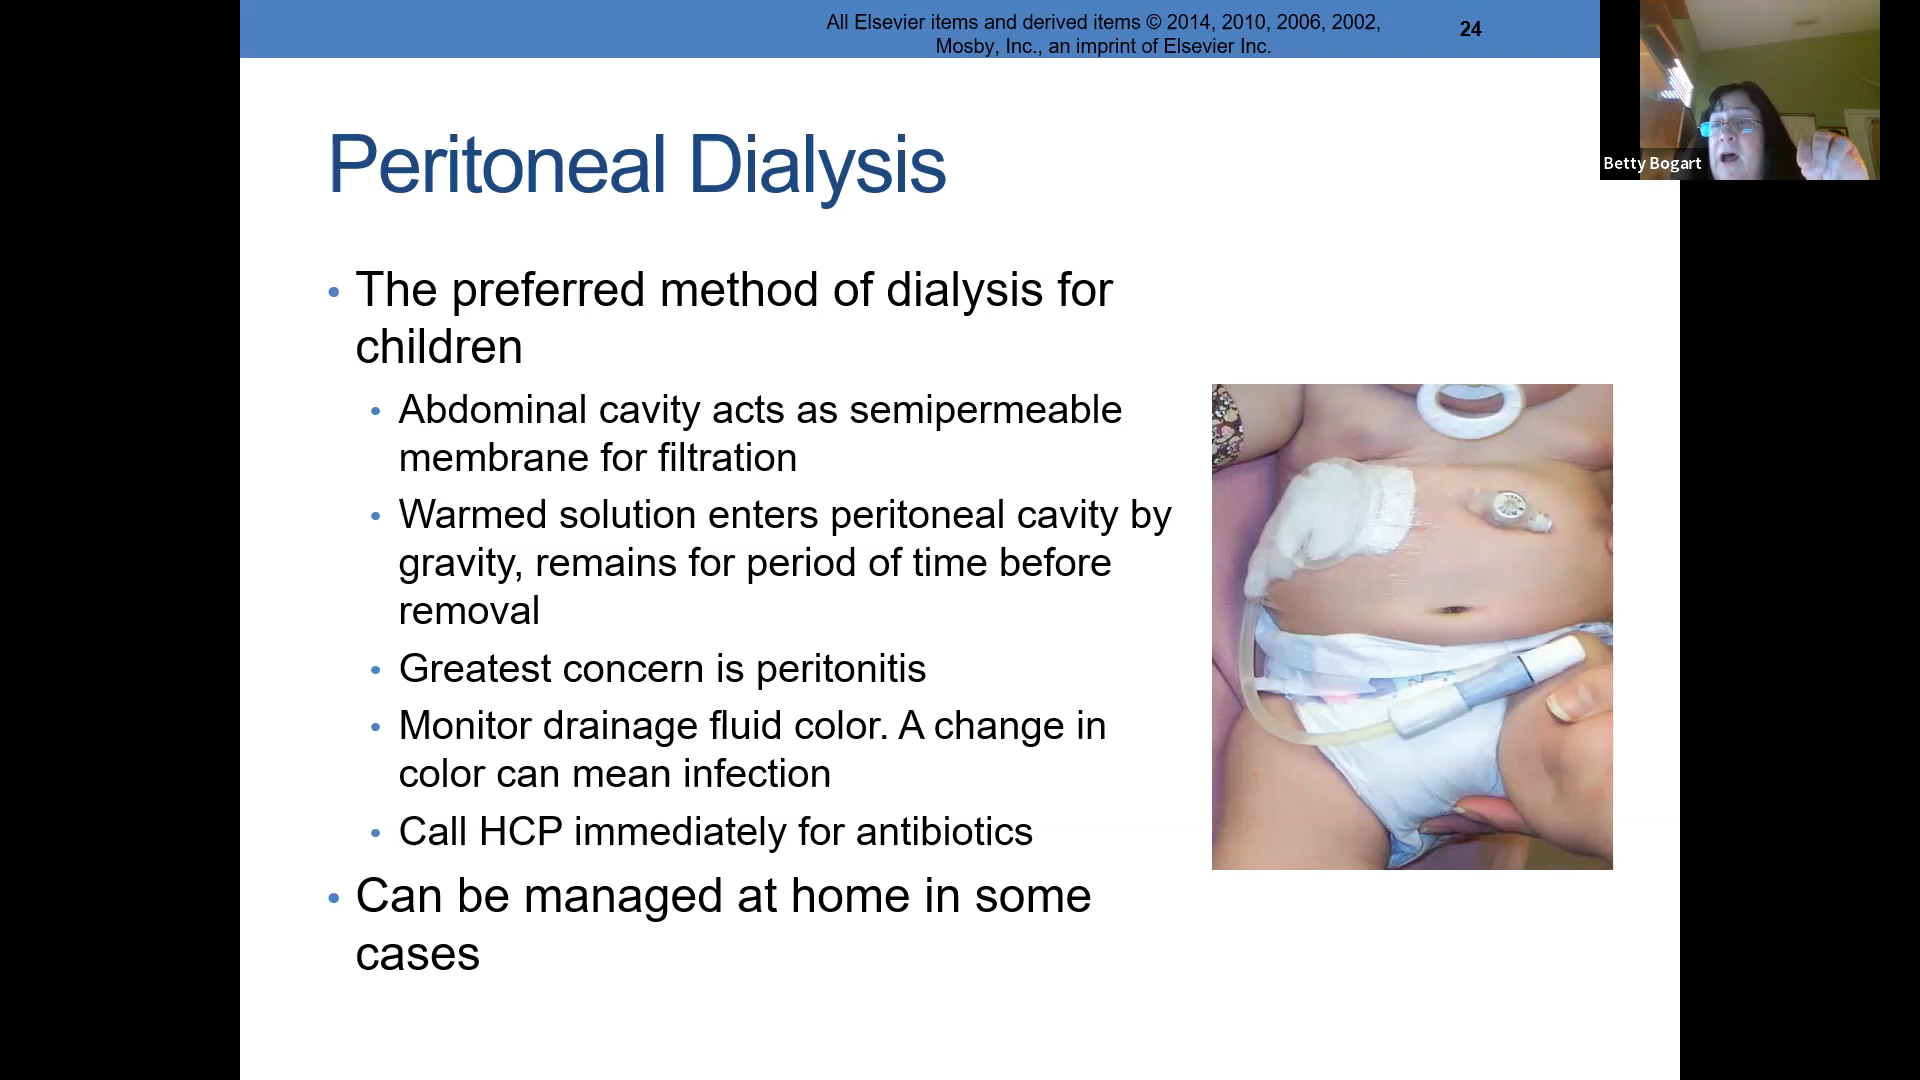 All Elsevier items and derived items © 2014, 2010, 2006, 2002,
Mosby, Inc., an imprint of Elsevier Inc.
24
Betty Bogart
Peritoneal Dialysis
• The preferred method of dialysis for
children
• Abdominal cavity acts as semipermeable
membrane for filtration
• Warmed solution enters peritoneal cavity by
gravity, remains for period of time before
removal
• Greatest concern is peritonitis
• Monitor drainage fluid color. A change in
color can mean infection
• Call HCP immediately for antibiotics
• Can be managed at home in some
cases